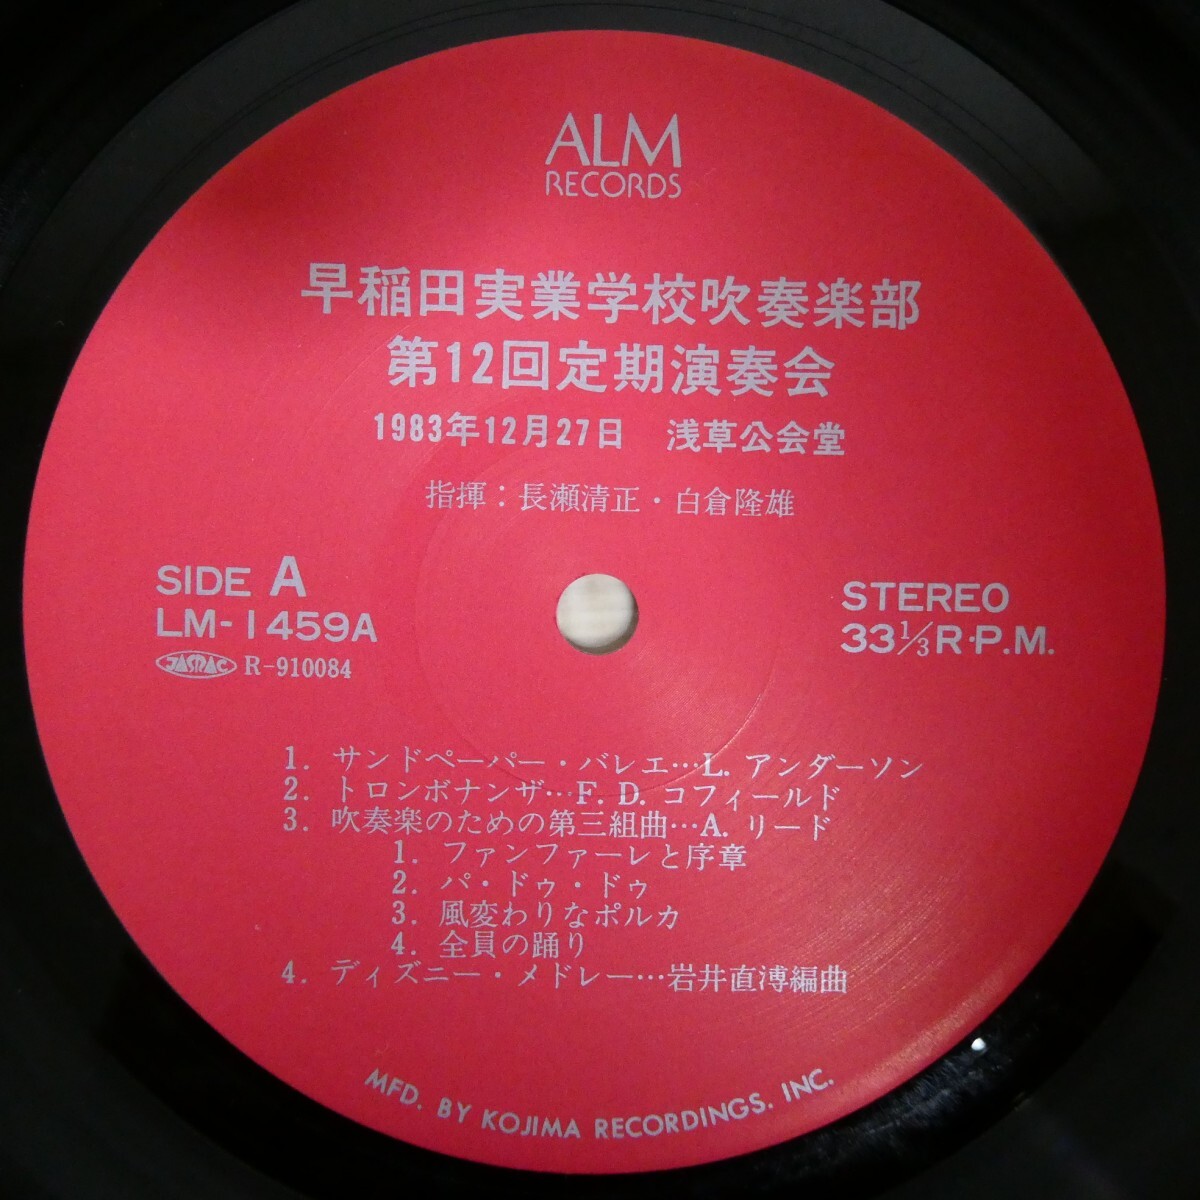 ALM
RECORDS
早稲田実業学校吹奏楽部
第12回定期演奏会
1983年12月27日 浅草公会堂
指揮：長瀬清正・白倉隆雄
SIDE A
LM-1459A
JASRAC R-910084
STEREO
33 1/3 R.P.M.
1. サンドペーパー・バレエ…L. アンダーソン
2. トロンボナンザ…F. D. コフィールド
3. 吹奏楽のための第三組曲…A. リード
1. ファンファーレと序章
2. パ・ドゥ・ドゥ
3. 風変わりなポルカ
4. 全員の踊り
4. ディズニー・メドレー…岩井直溥編曲
MFD. BY KOJIMA RECORDINGS, INC.